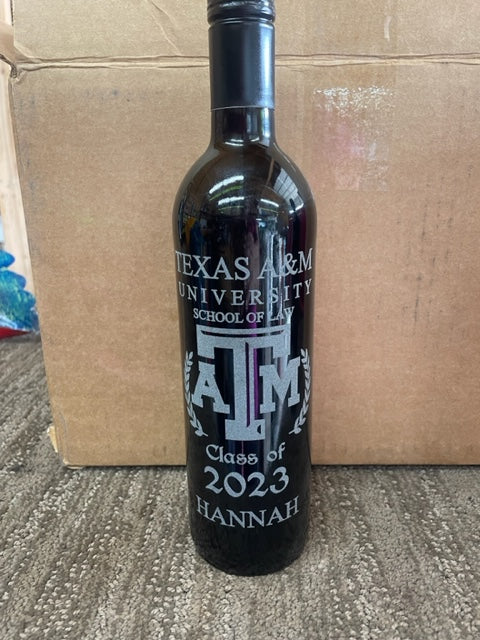 TEXAS A&M
UNIVERSITY
SCHOOL OF LAW
ATM
Class of
2023
HANNAH